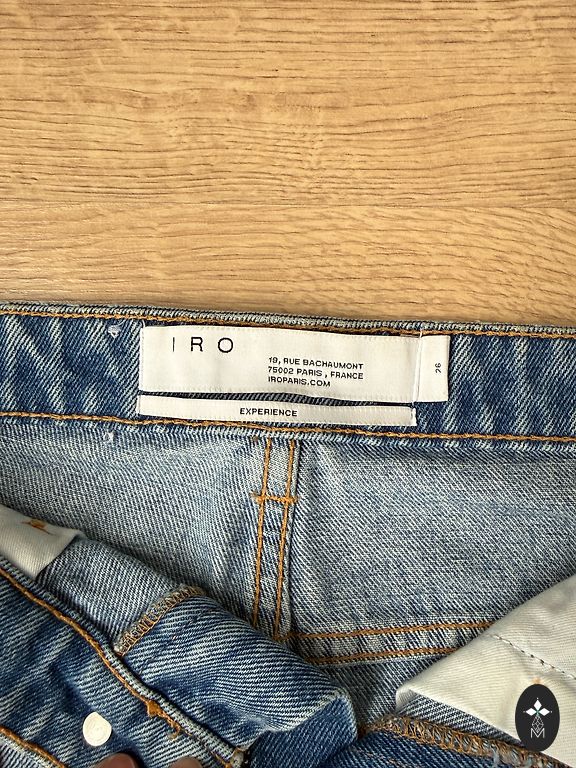 IRO
19, RUE BACHAUMONT
75002 PARIS , FRANCE
IROPARIS.COM
26
EXPERIENCE